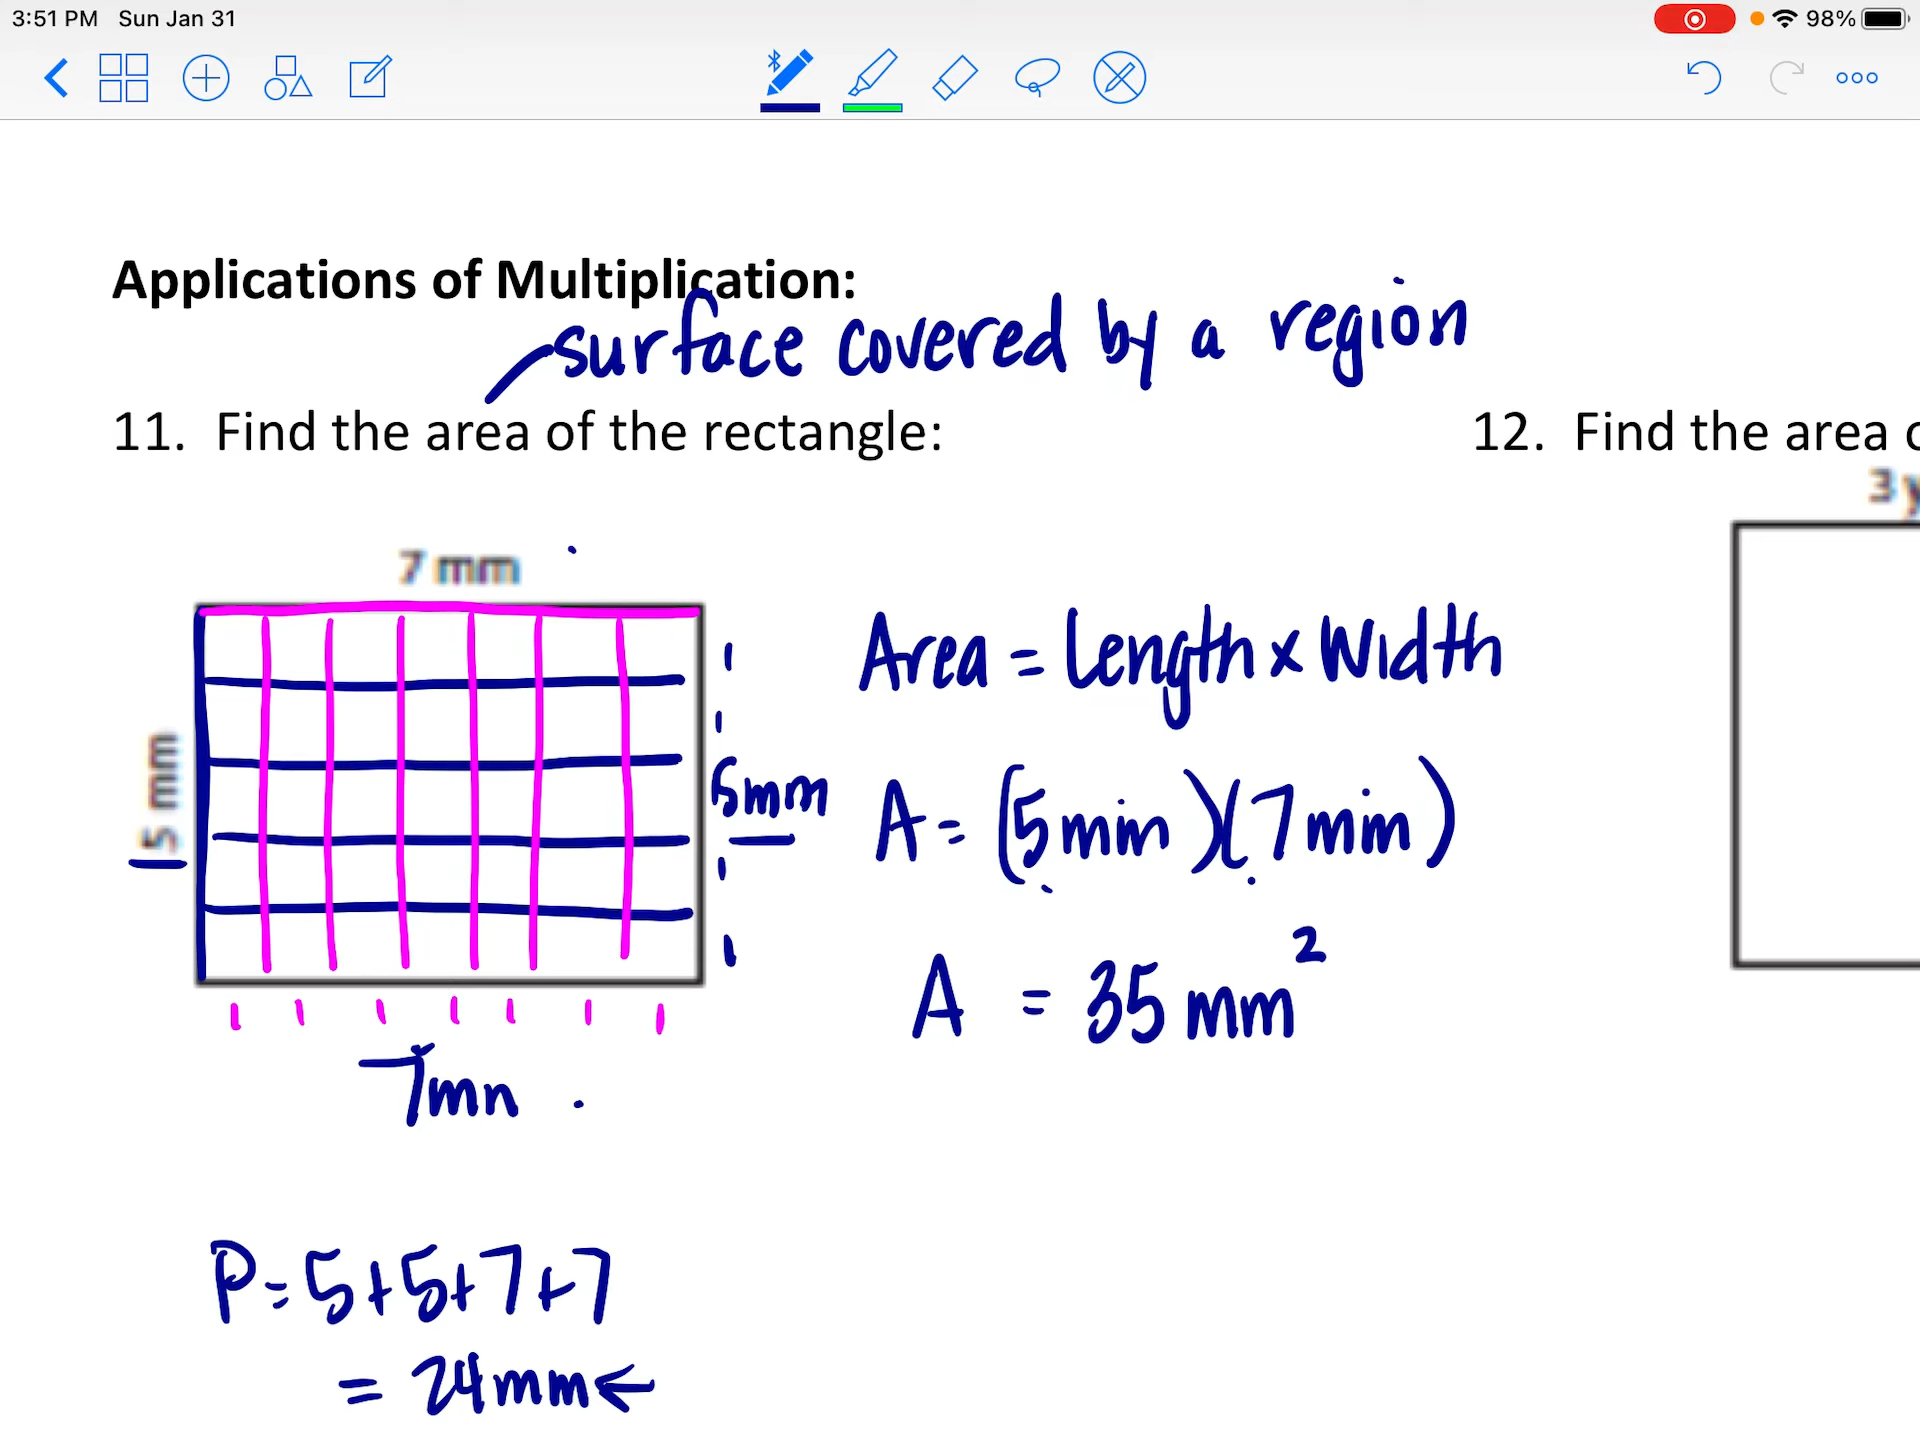 3:51 PM Sun Jan 31
98%
Applications of Multiplication:
surface covered by a region
11. Find the area of the rectangle:
12. Find the area
3 y
7 mm
5 mm
5mm
7mn
Area = Length x Width
A = (5 mm)(7 mm)
A = 35 mm²
P = 5+5+7+7
= 24mm ←